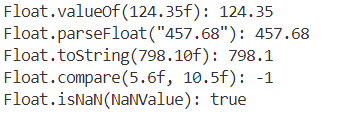 Float.valueOf(124.35f): 124.35
Float.parseFloat("457.68"): 457.68
Float.toString(798.10f): 798.1
Float.compare(5.6f, 10.5f): -1
Float.isNaN(NaNValue): true